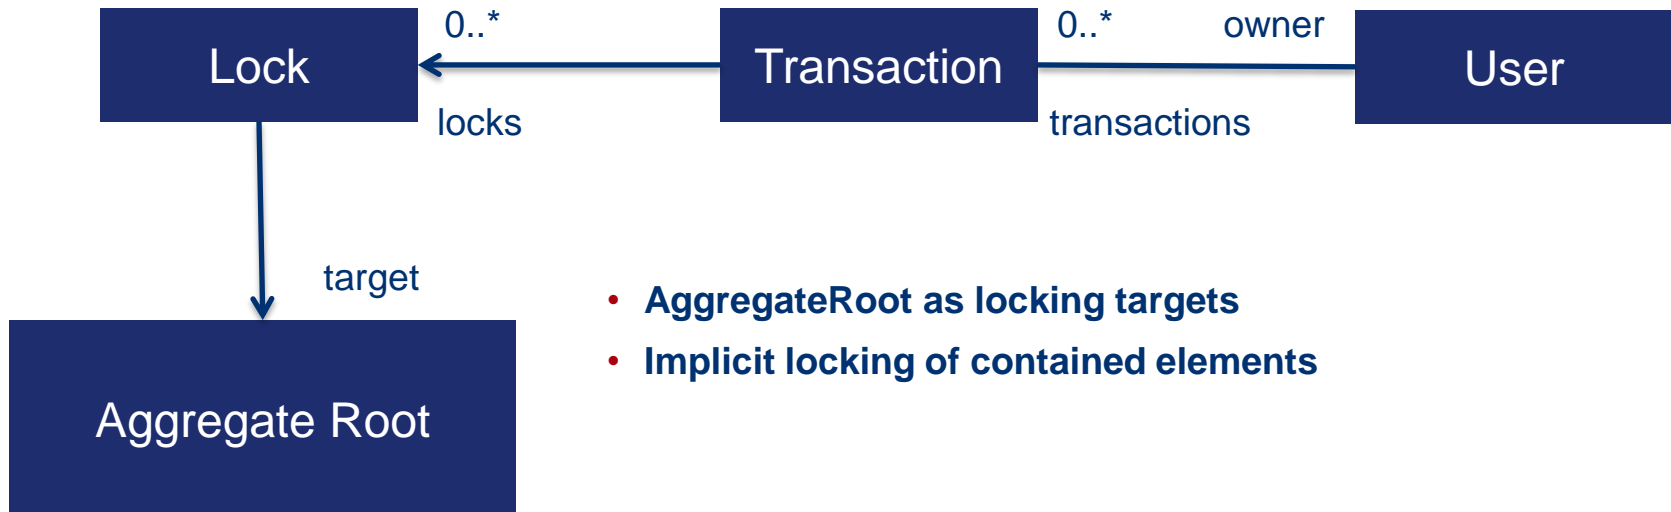 0..*
0..*
owner
Lock
Transaction
User
locks
transactions
target
• AggregateRoot as locking targets
• Implicit locking of contained elements
Aggregate Root